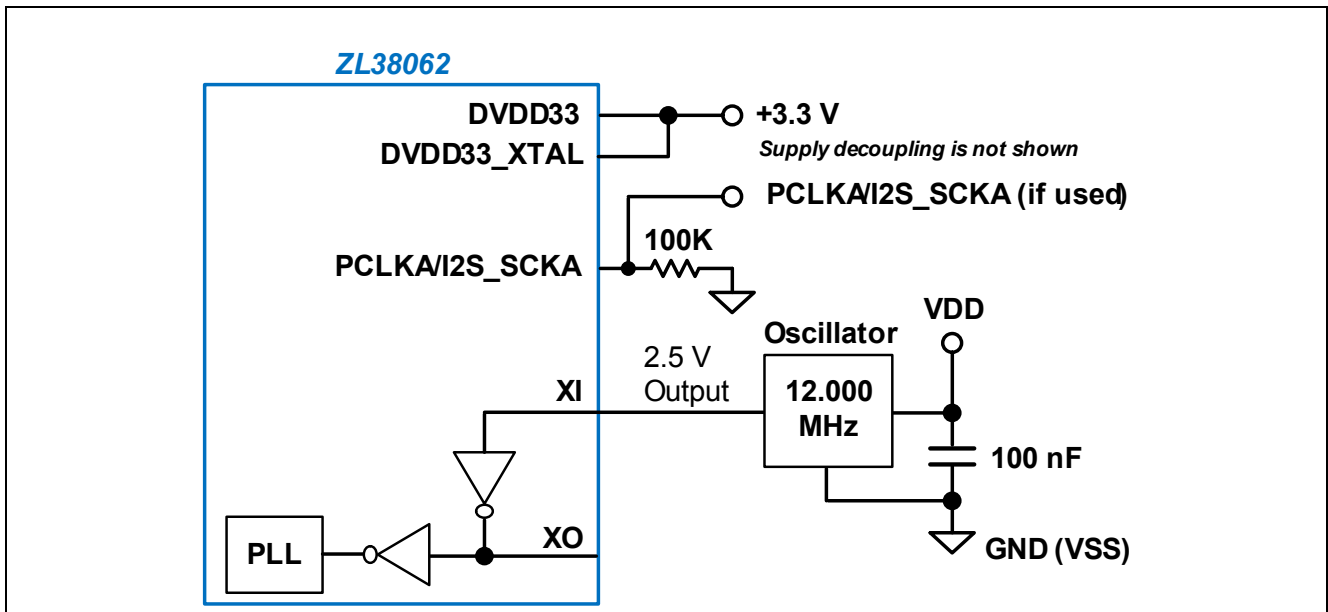 ZL38062
DVDD33
+3.3 V
DVDD33_XTAL
Supply decoupling is not shown
PCLKA/I2S_SCKA (if used)
100K
PCLKA/I2S_SCKA
VDD
Oscillator
2.5 V
Output
XI
12.000
MHz
100 nF
PLL
XO
GND (VSS)